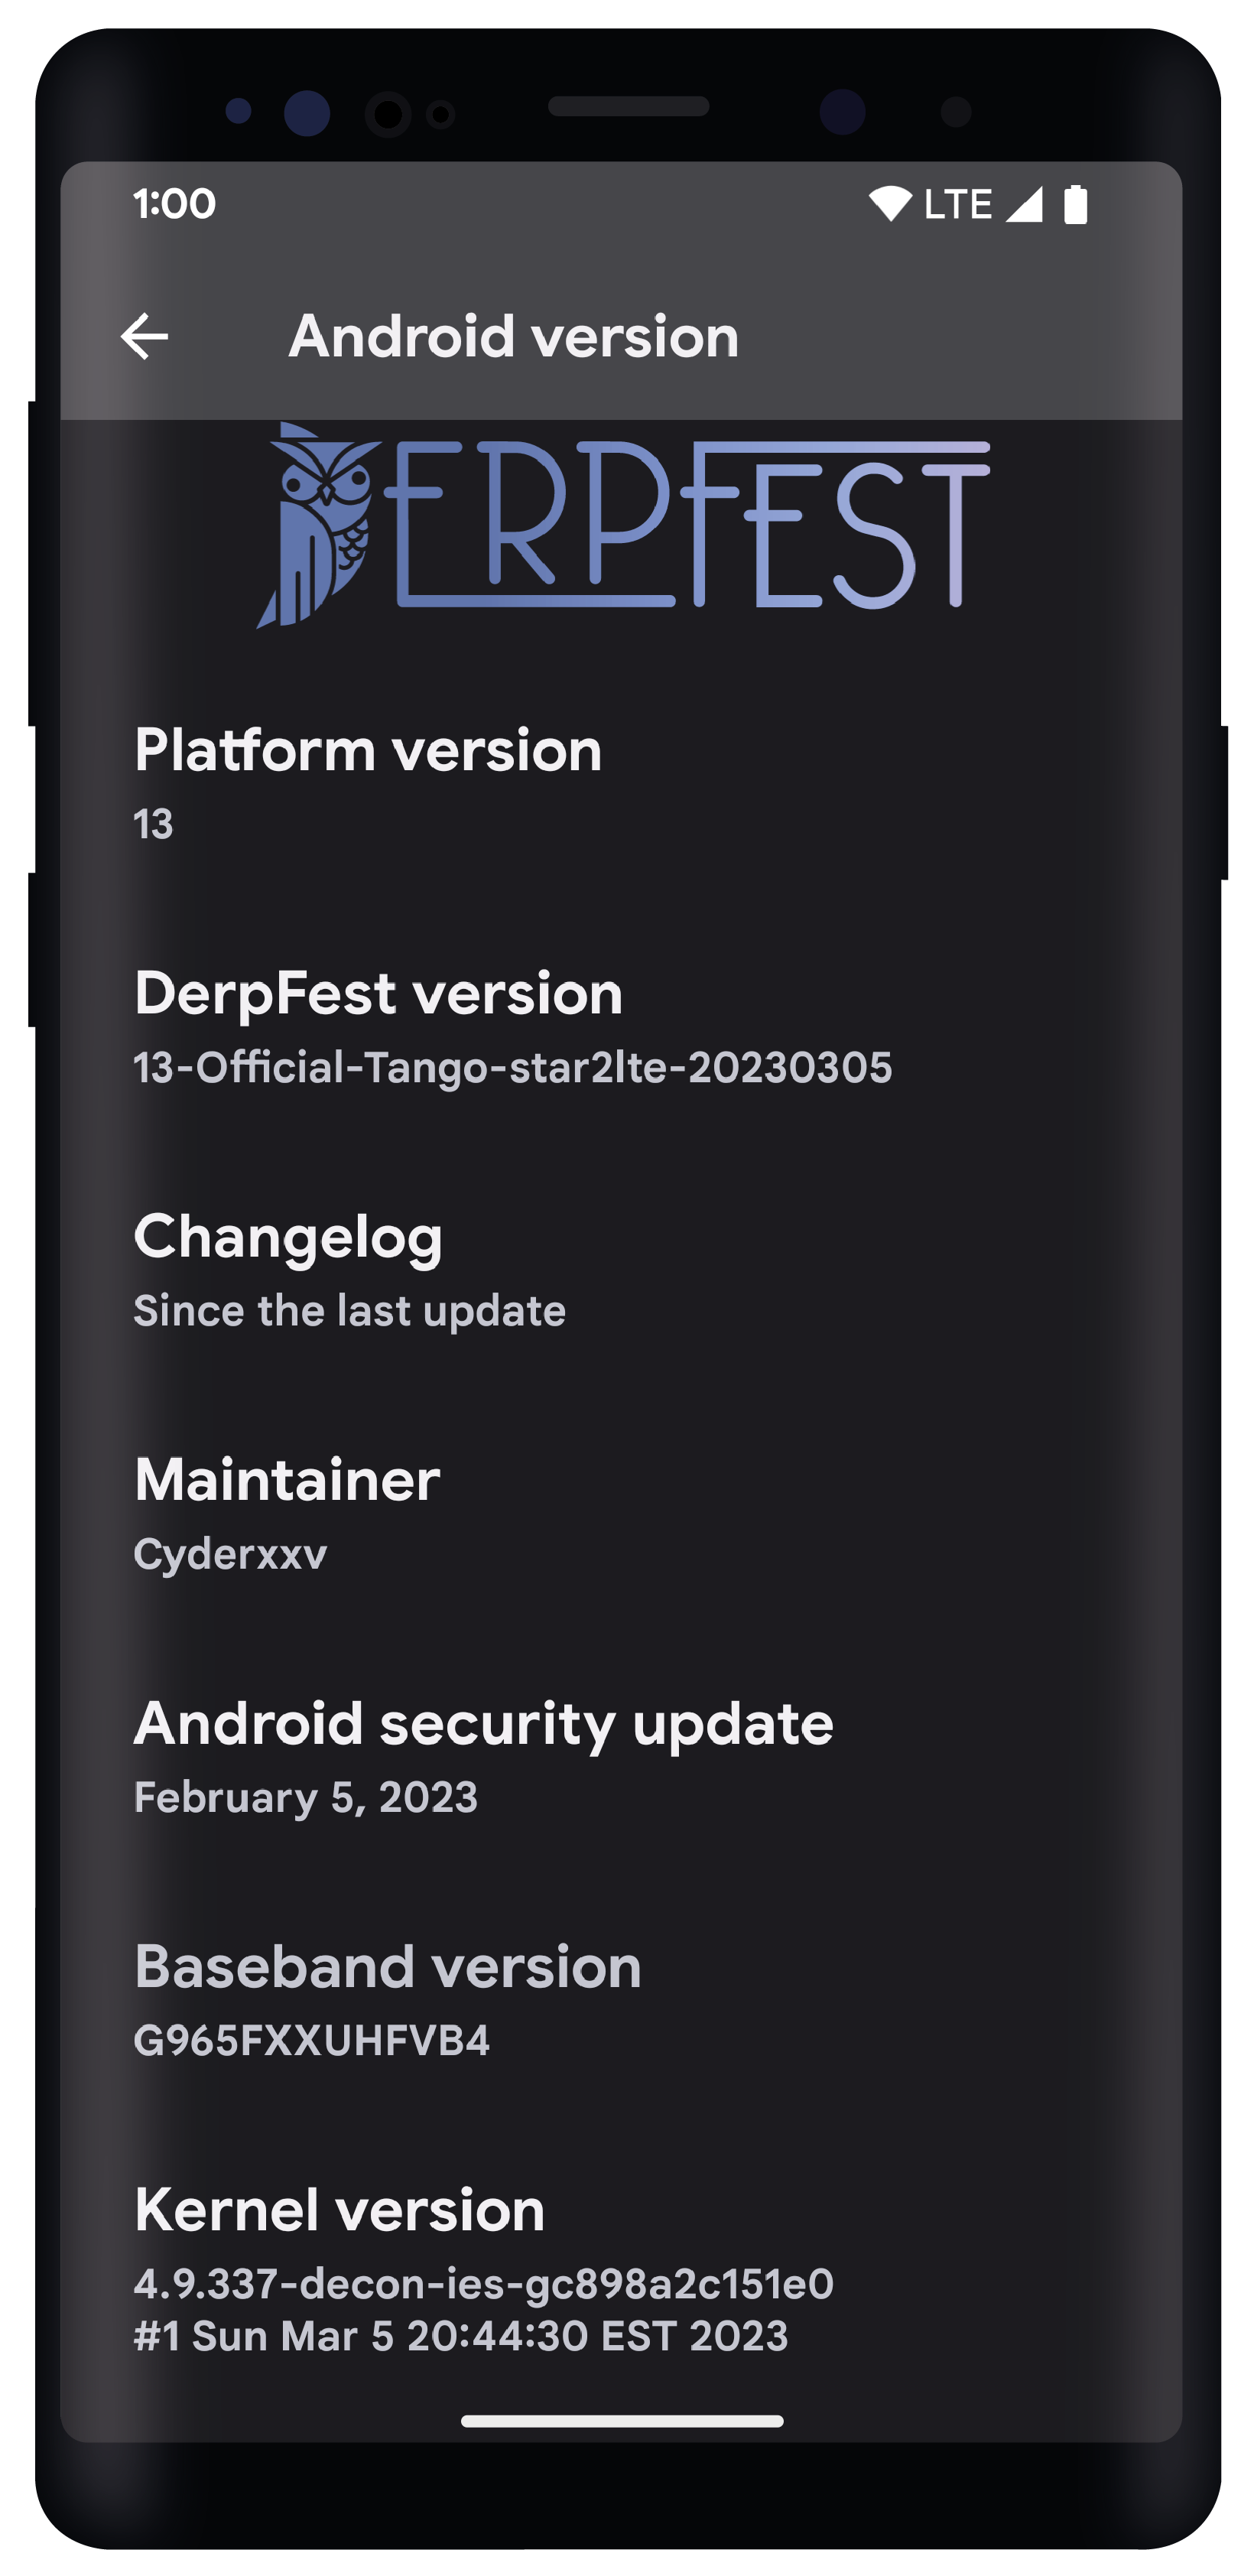 1:00 LTE
Android version
DERPFEST
Platform version
13
DerpFest version
13-Official-Tango-star2lte-20230305
Changelog
Since the last update
Maintainer
Cyderxxv
Android security update
February 5, 2023
Baseband version
G965FXXUHFVB4
Kernel version
4.9.337-decon-ies-gc898a2c151e0
#1 Sun Mar 5 20:44:30 EST 2023